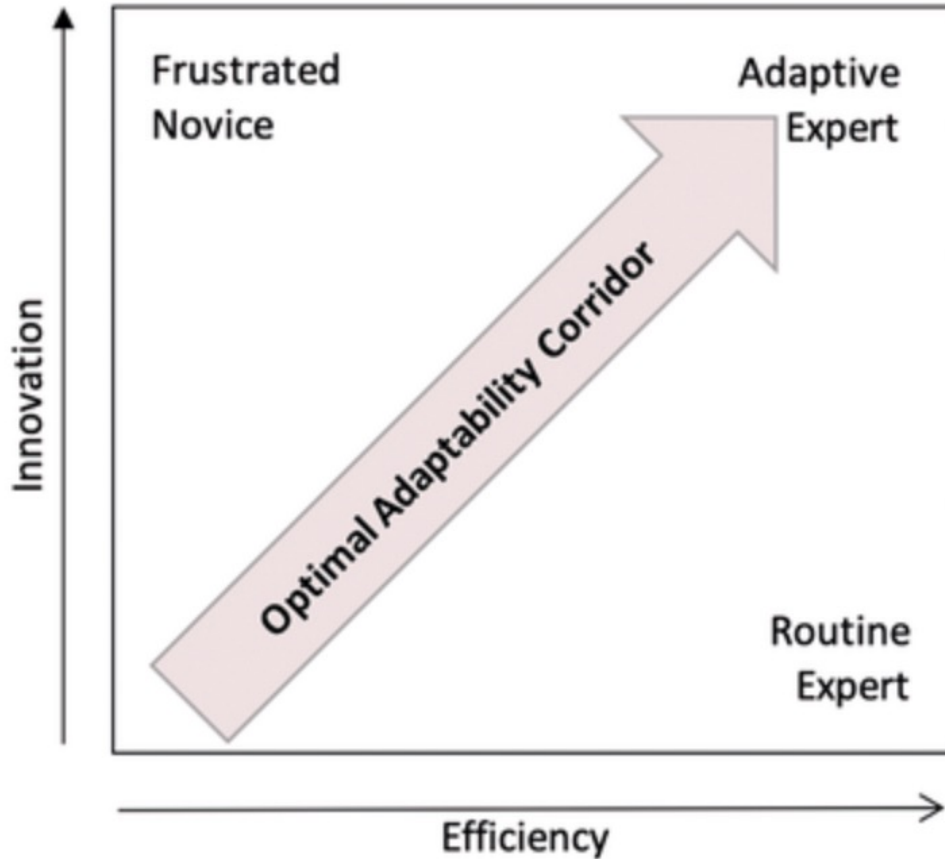 Frustrated
Novice
Adaptive
Expert
Innovation
Optimal Adaptability Corridor
Routine
Expert
Efficiency